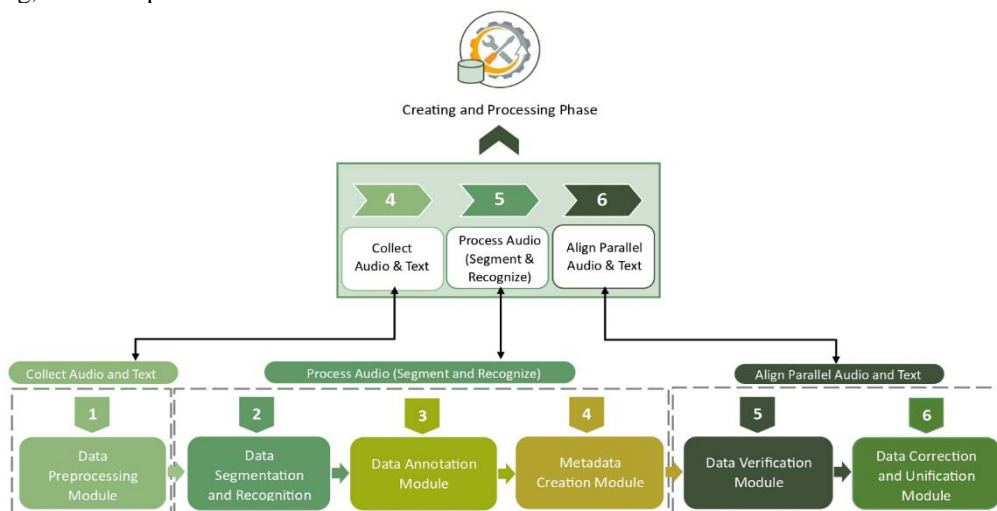 Creating and Processing Phase
4
5
6
Collect
Audio & Text
Process Audio
(Segment &
Recognize)
Align Parallel
Audio & Text
Collect Audio and Text
Process Audio (Segment and Recognize)
Align Parallel Audio and Text
1
2
3
4
5
6
Data
Preprocessing
Module
Data
Segmentation
and Recognition
Data Annotation
Module
Metadada
Creation Module
Data Verification
Module
Data Correction
and Unification
Module